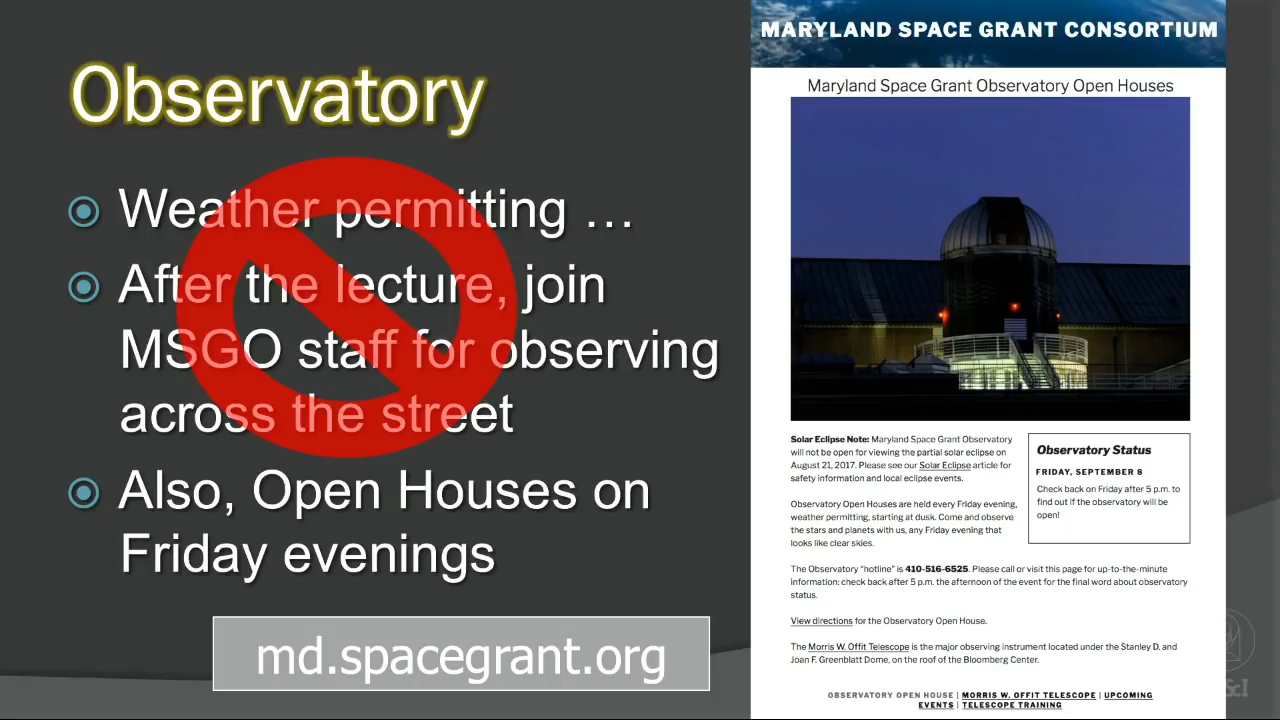 Observatory
Weather permitting …
After the lecture, join
MSGO staff for observing
across the street
Also, Open Houses on
Friday evenings
md.spacegrant.org
MARYLAND SPACE GRANT CONSORTIUM
Maryland Space Grant Observatory Open Houses
Solar Eclipse Note: Maryland Space Grant Observatory
will not be open for viewing the partial solar eclipse on
August 21, 2017. Please see our Solar Eclipse article for
safety information and local eclipse events.
Observatory Open Houses are held every Friday evening,
weather permitting, starting at dusk. Come and observe
the stars and planets with us, any Friday evening that
looks like clear skies.
Observatory Status
FRIDAY, SEPTEMBER 8
Check back on Friday after 5 p.m. to
find out if the observatory will be
open!
The Observatory “hotline” is 410-516-6525. Please call or visit this page for up-to-the-minute
information: check back after 5 p.m. the afternoon of the event for the final word about observatory
status.
View directions for the Observatory Open House.
The Morris W. Offit Telescope is the major observing instrument located under the Stanley D. and
Joan F. Greenblatt Dome, on the roof of the Bloomberg Center.
OBSERVATORY OPEN HOUSE | MORRIS W. OFFIT TELESCOPE | UPCOMING
EVENTS | TELESCOPE TRAINING